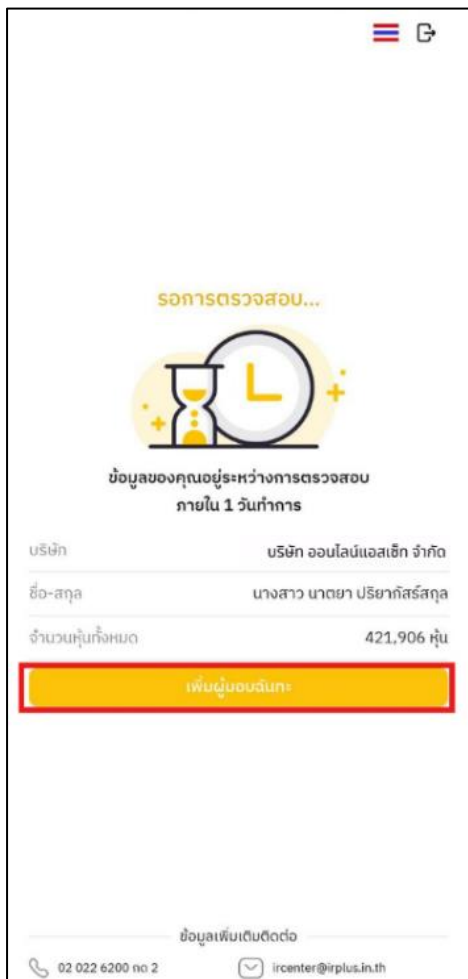 รอการตรวจสอบ...
ข้อมูลของคุณอยู่ระหว่างการตรวจสอบ
ภายใน 1 วันทำการ
บริษัท บริษัท ออนไลน์แอสเซ็ท จำกัด
ชื่อ-สกุล นางสาว นาตยา ปริยาภัสร์สกุล
จำนวนหุ้นทั้งหมด 421,906 หุ้น
เพิ่มผู้มอบฉันทะ
ข้อมูลเพิ่มเติมติดต่อ
02 022 6200 กด 2 ircenter@irplus.in.th